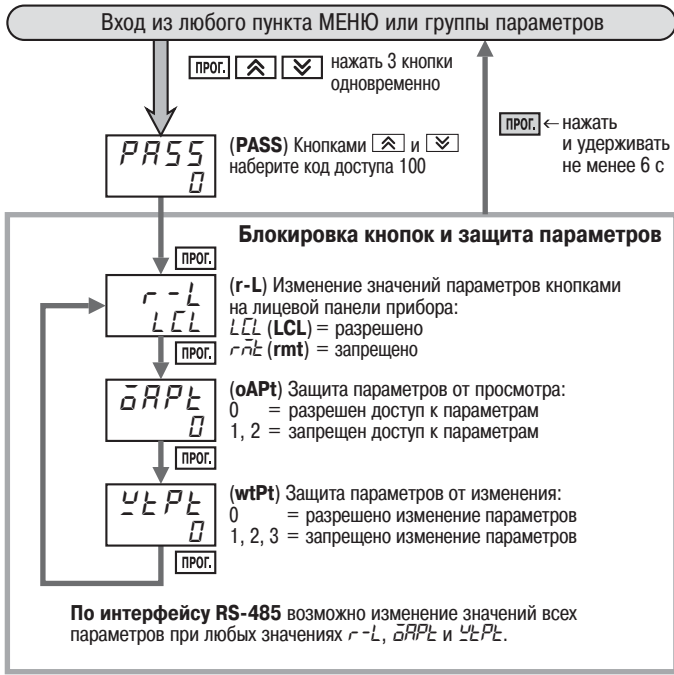 Вход из любого пункта МЕНЮ или группы параметров
ПРОГ. нажать 3 кнопки
одновременно
ПРОГ. ← нажать
и удерживать
не менее 6 с
PASS
0
(PASS) Кнопками и
наберите код доступа 100
Блокировка кнопок и защита параметров
ПРОГ.
r-L
LCL
(r-L) Изменение значений параметров кнопками
на лицевой панели прибора:
LCL (LCL) = разрешено
rmt (rmt) = запрещено
ПРОГ.
oAPt
0
(oAPt) Защита параметров от просмотра:
0 = разрешен доступ к параметрам
1, 2 = запрещен доступ к параметрам
ПРОГ.
wtPt
0
(wtPt) Защита параметров от изменения:
0 = разрешено изменение параметров
1, 2, 3 = запрещено изменение параметров
ПРОГ.
По интерфейсу RS-485 возможно изменение значений всех
параметров при любых значениях r-L, oAPt и wtPt.